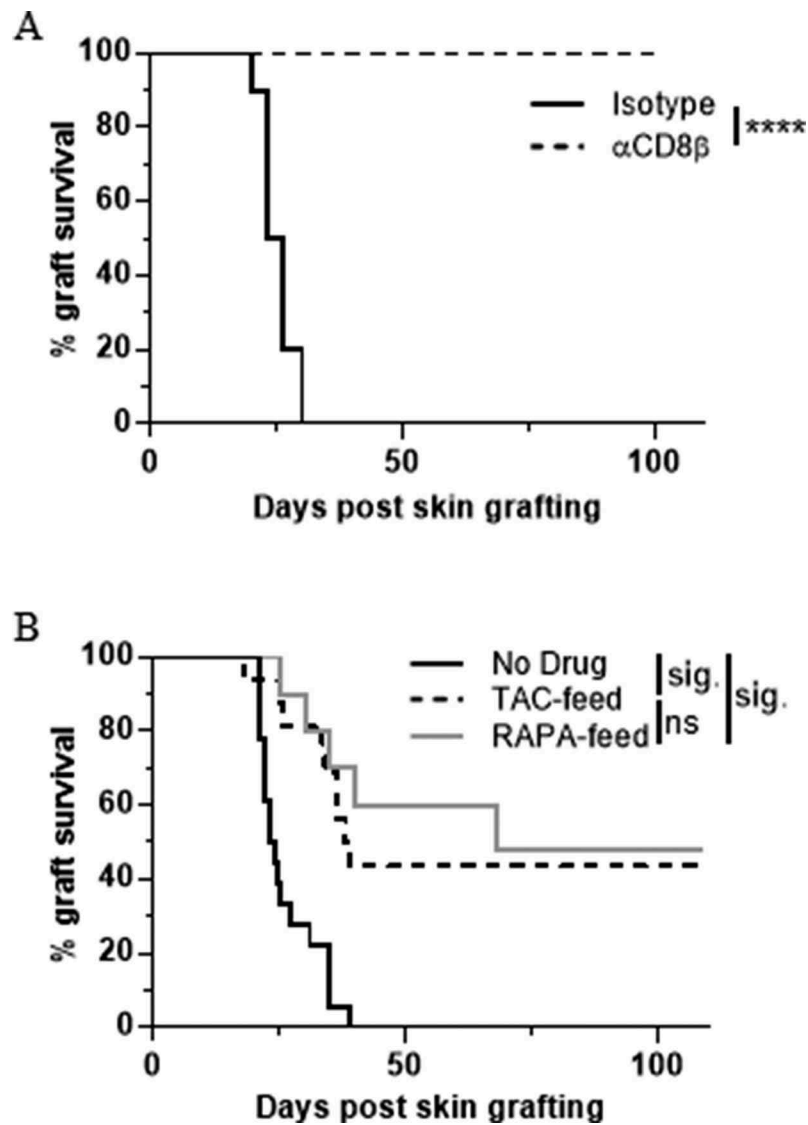 A
% graft survival
100
80
60
40
20
0
Isotype
αCD8β
****
0 50 100
Days post skin grafting
B
% graft survival
100
80
60
40
20
0
No Drug
TAC-feed
RAPA-feed
sig.
ns
sig.
0 50 100
Days post skin grafting